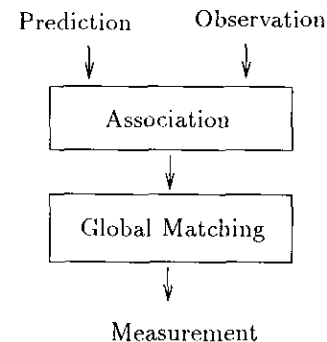 Prediction Observation
Association
Global Matching
Measurement